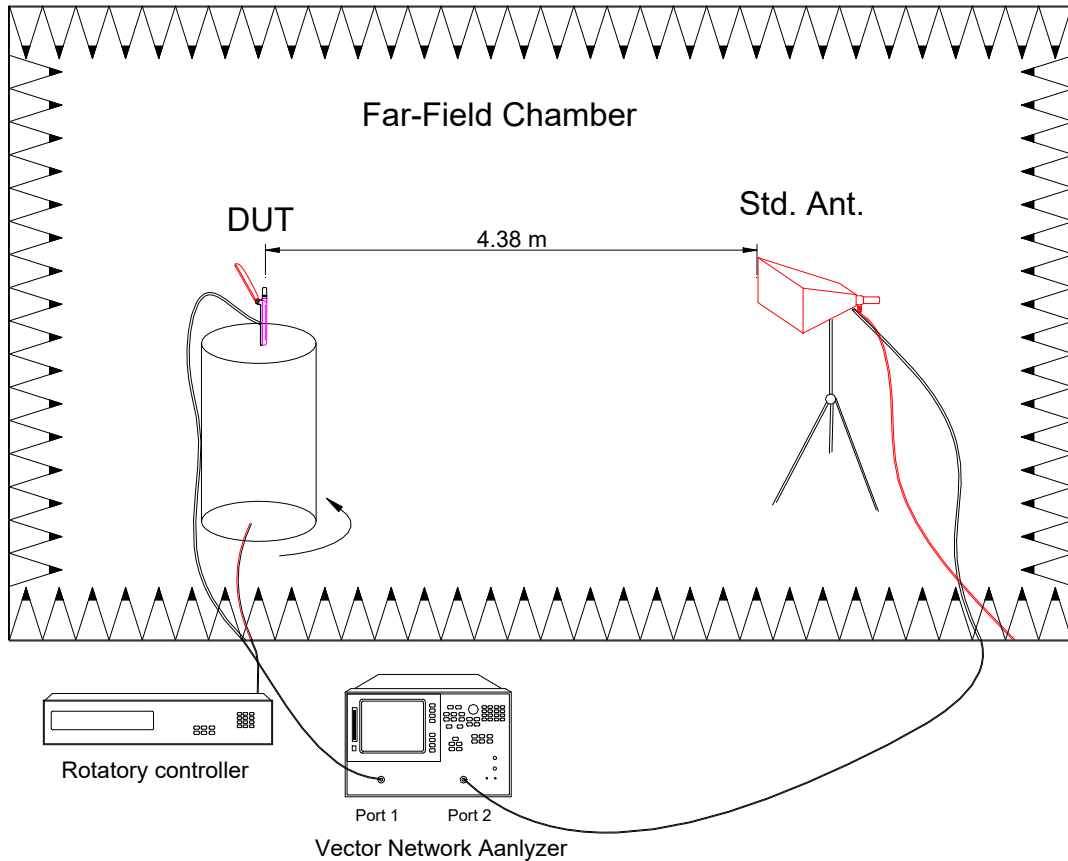 Far-Field Chamber
DUT
Std. Ant.
4.38 m
Rotatory controller
Port 1
Port 2
Vector Network Aanlyzer